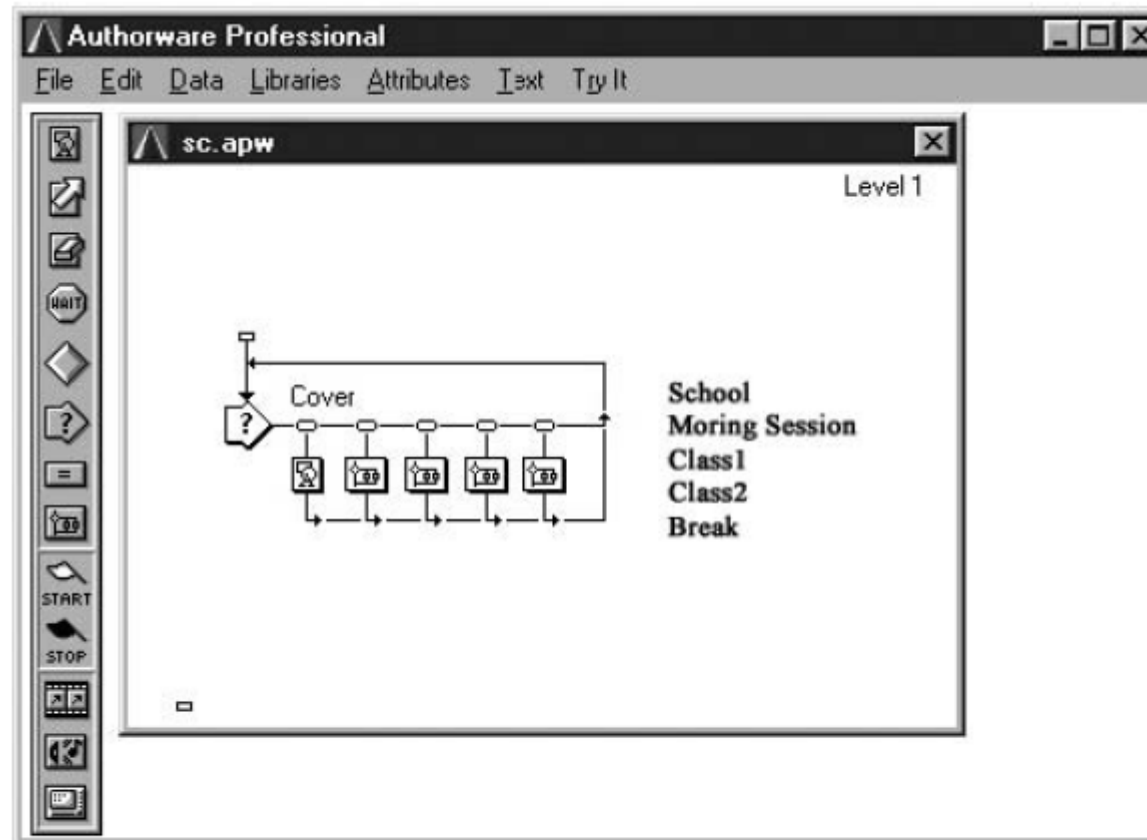 Authorware Professional
File Edit Data Libraries Attributes Text Try It
sc.apw
Level 1
WAIT
?
Cover
?
=
START
STOP
School
Moring Session
Class1
Class2
Break